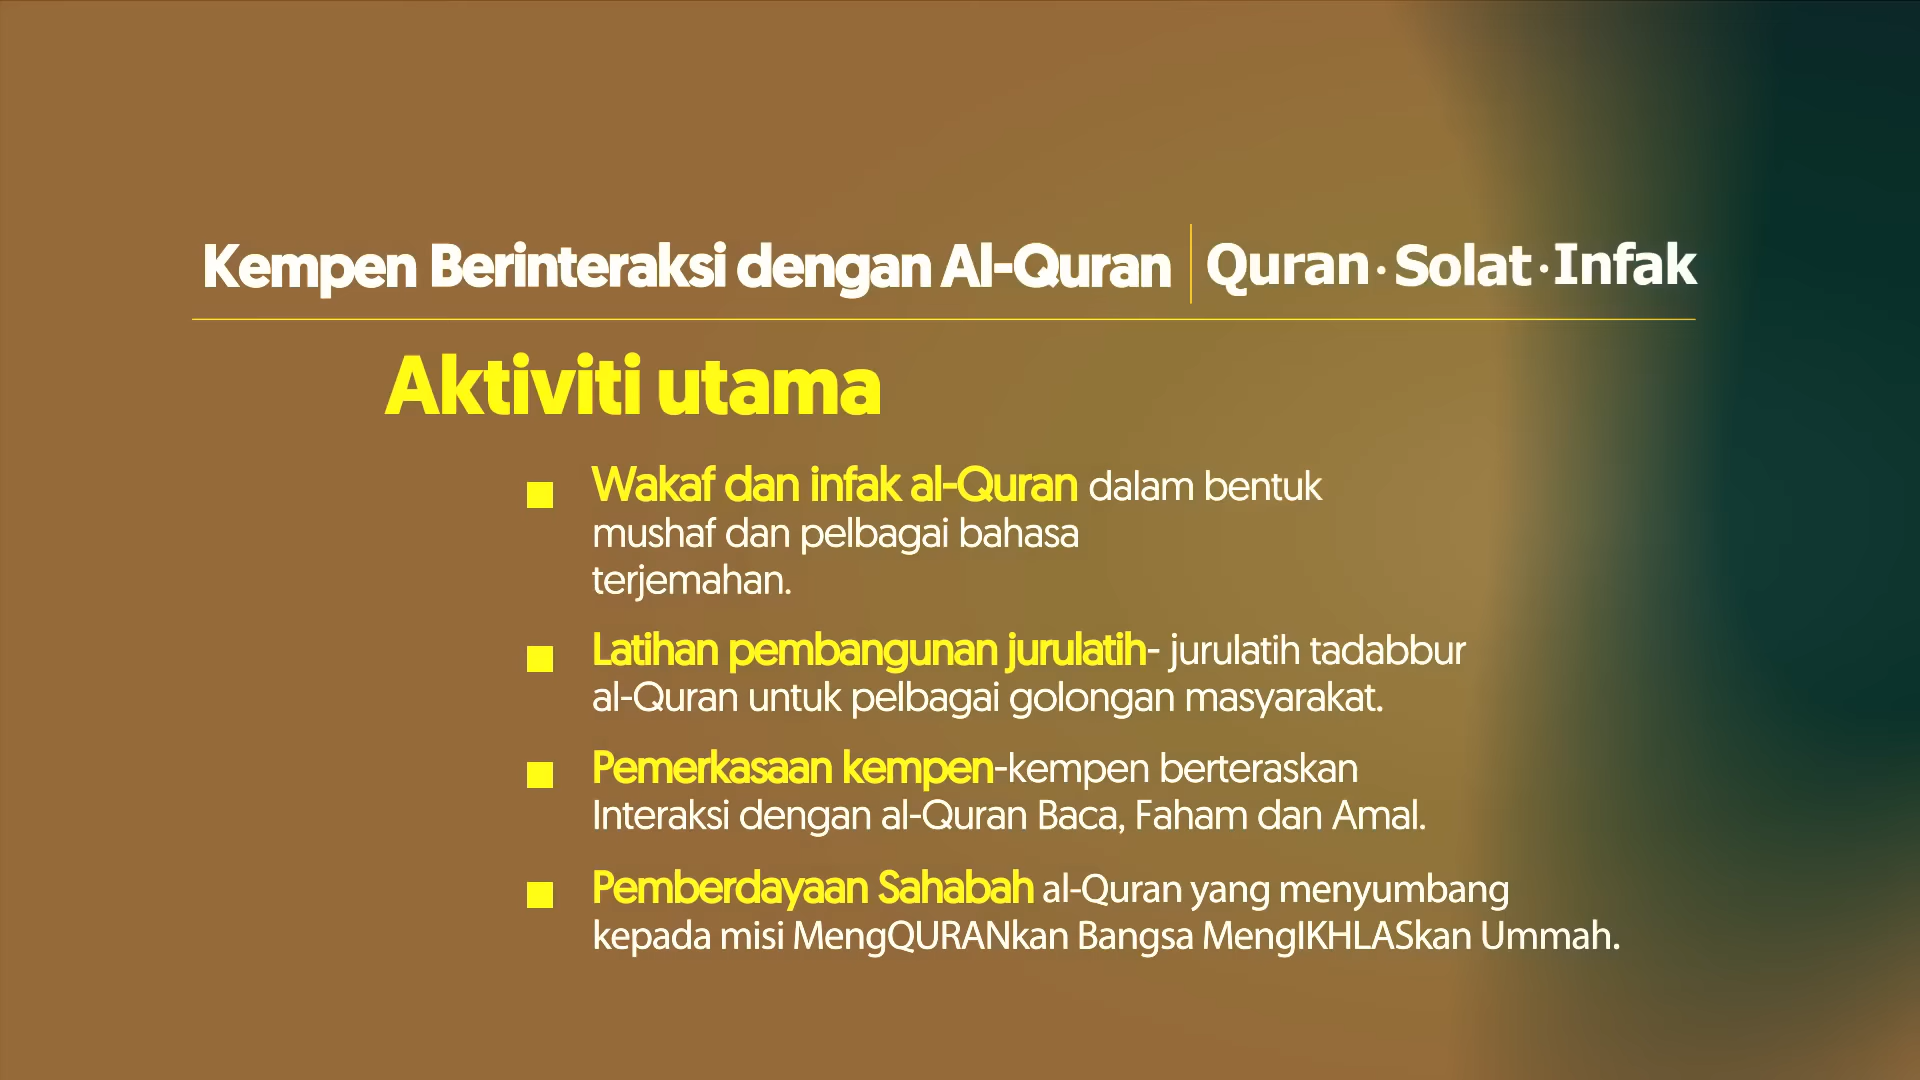 Kempen Berinteraksi dengan Al-Quran Quran · Solat · Infak
Aktiviti utama
Wakaf dan infak al-Quran dalam bentuk
mushaf dan pelbagai bahasa
terjemahan.
Latihan pembangunan jurulatih- jurulatih tadabbur
al-Quran untuk pelbagai golongan masyarakat.
Pemerkasaan kempen-kempen berteraskan
Interaksi dengan al-Quran Baca, Faham dan Amal.
Pemberdayaan Sahabah al-Quran yang menyumbang
kepada misi MengQURANkan Bangsa MengIKHLASkan Ummah.